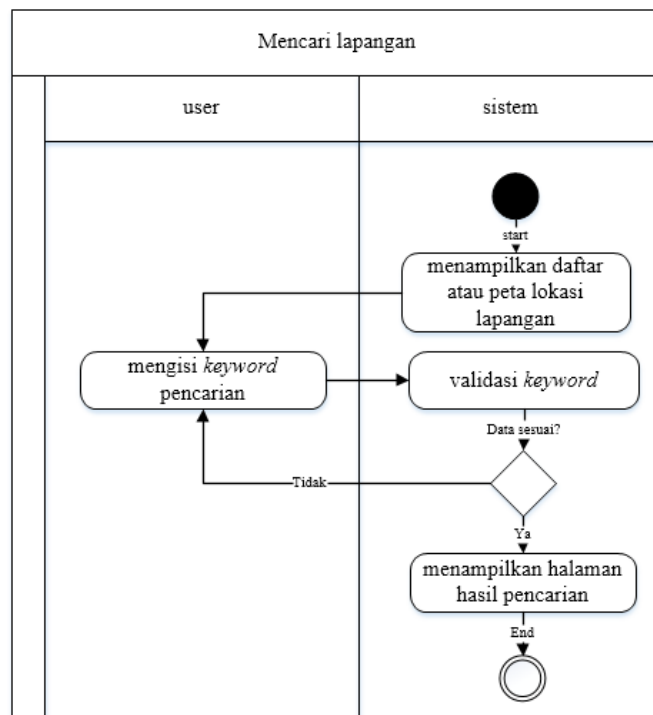 Mencari lapangan
user
sistem
start
menampilkan daftar
atau peta lokasi
lapangan
mengisi keyword
pencarian
validasi keyword
Data sesuai?
Tidak
Ya
menampilkan halaman
hasil pencarian
End